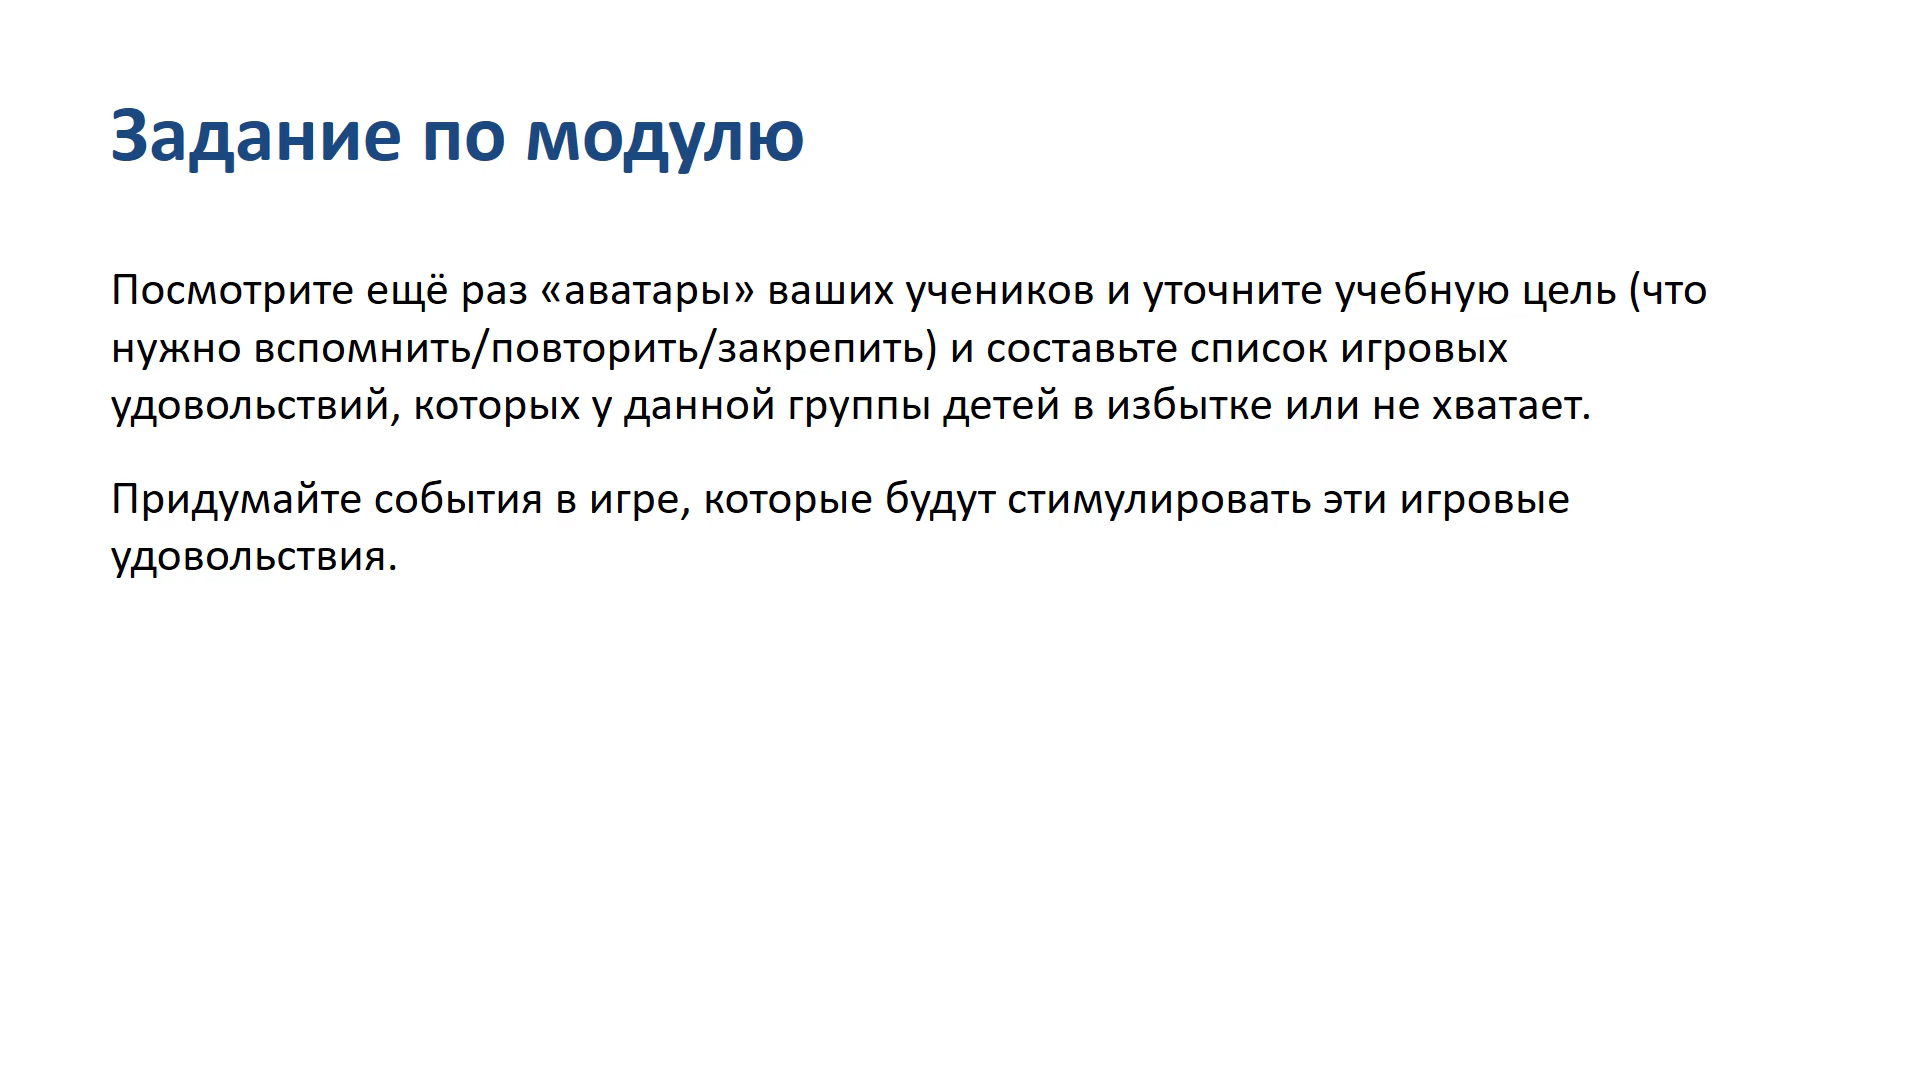 Задание по модулю
Посмотрите ещё раз «аватары» ваших учеников и уточните учебную цель (что
нужно вспомнить/повторить/закрепить) и составьте список игровых
удовольствий, которых у данной группы детей в избытке или не хватает.
Придумайте события в игре, которые будут стимулировать эти игровые
удовольствия.